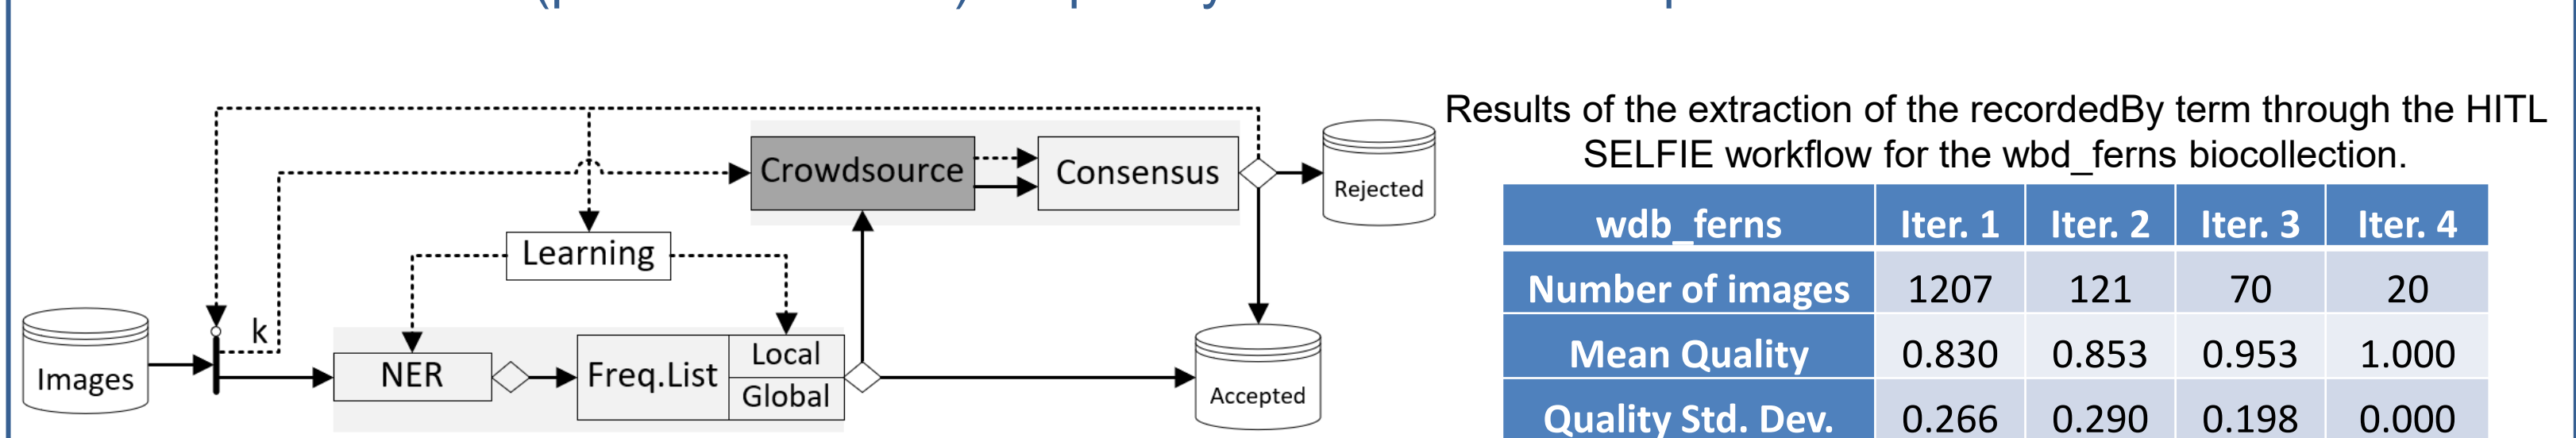 Results of the extraction of the recordedBy term through the HITL
SELFIE workflow for the wbd_ferns biocollection.
Crowdsource
Consensus
Rejected
Learning
k
Images
NER
Freq.List
Local
Global
Accepted
wdb_ferns Iter. 1 Iter. 2 Iter. 3 Iter. 4
Number of images 1207 121 70 20
Mean Quality 0.830 0.853 0.953 1.000
Quality Std. Dev. 0.266 0.290 0.198 0.000